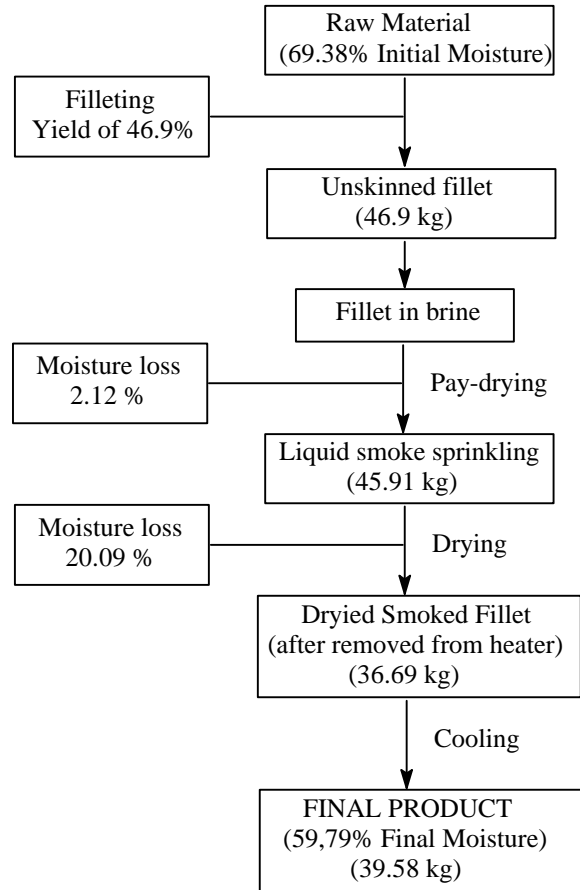 Raw Material
(69.38% Initial Moisture)
Filleting
Yield of 46.9%
Unskinned fillet
(46.9 kg)
Fillet in brine
Moisture loss
2.12 %
Pay-drying
Liquid smoke sprinkling
(45.91 kg)
Moisture loss
20.09 %
Drying
Dryied Smoked Fillet
(after removed from heater)
(36.69 kg)
Cooling
FINAL PRODUCT
(59,79% Final Moisture)
(39.58 kg)